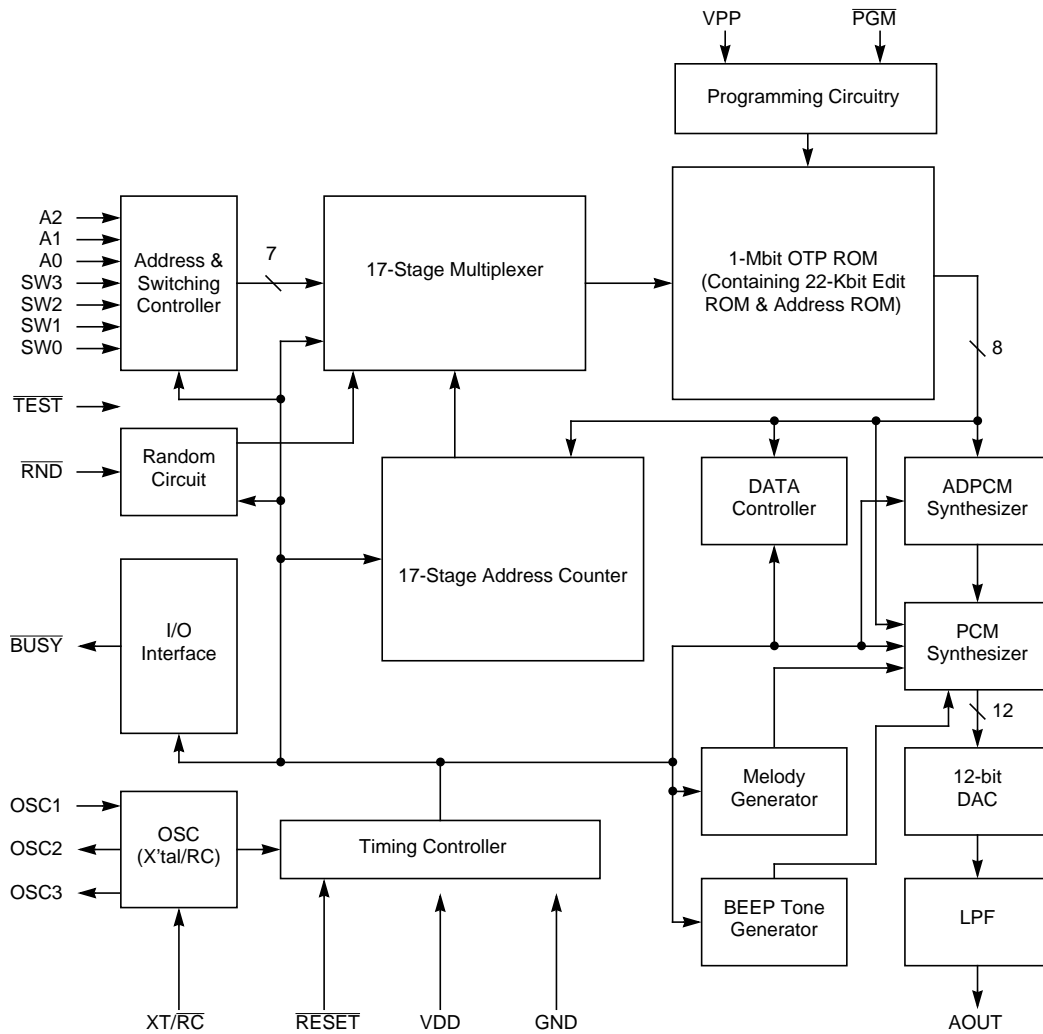 VPP
PGM
Programming Circuitry
A2
A1
A0
SW3
SW2
SW1
SW0
Address &
Switching
Controller
7
17-Stage Multiplexer
1-Mbit OTP ROM
(Containing 22-Kbit Edit
ROM & Address ROM)
8
TEST
RND
Random
Circuit
17-Stage Address Counter
DATA
Controller
ADPCM
Synthesizer
BUSY
I/O
Interface
PCM
Synthesizer
12
OSC1
OSC2
OSC3
OSC
(X'tal/RC)
Timing Controller
Melody
Generator
12-bit
DAC
BEEP Tone
Generator
LPF
XT/RC
RESET
VDD
GND
AOUT